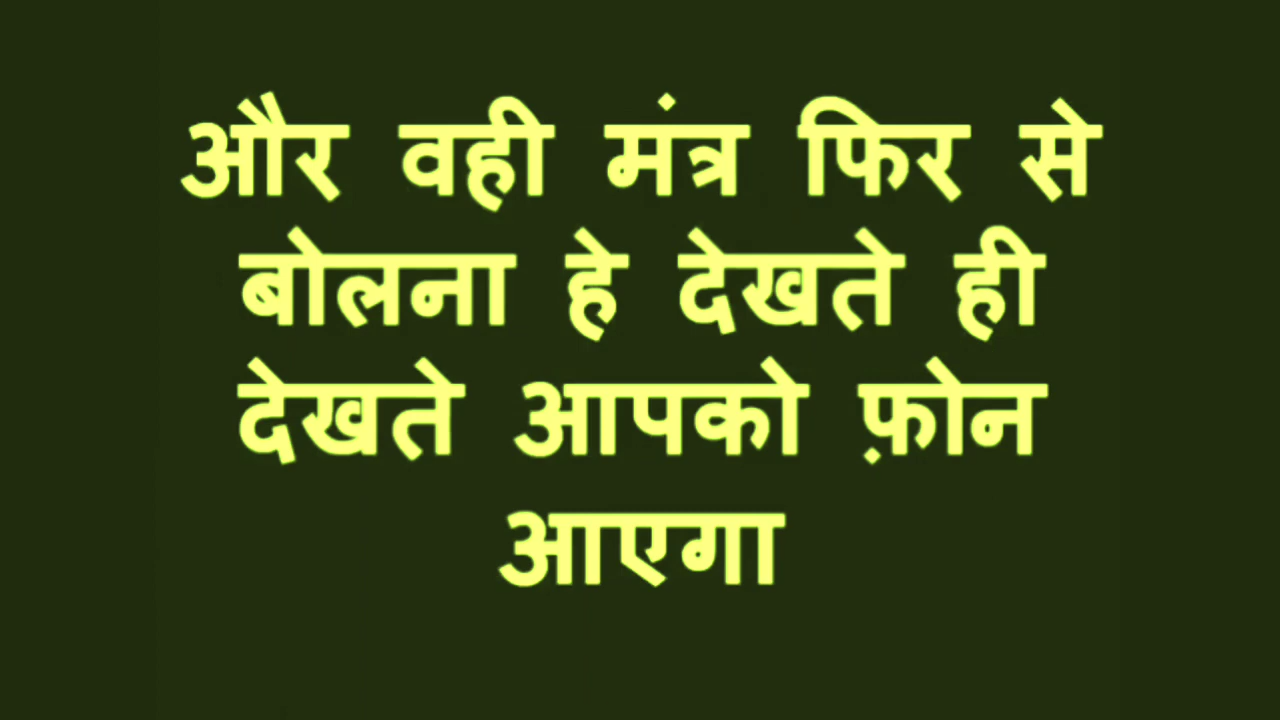 और वही मंत्र फिर से
बोलना हे देखते ही
देखते आपको फ़ोन
आएगा